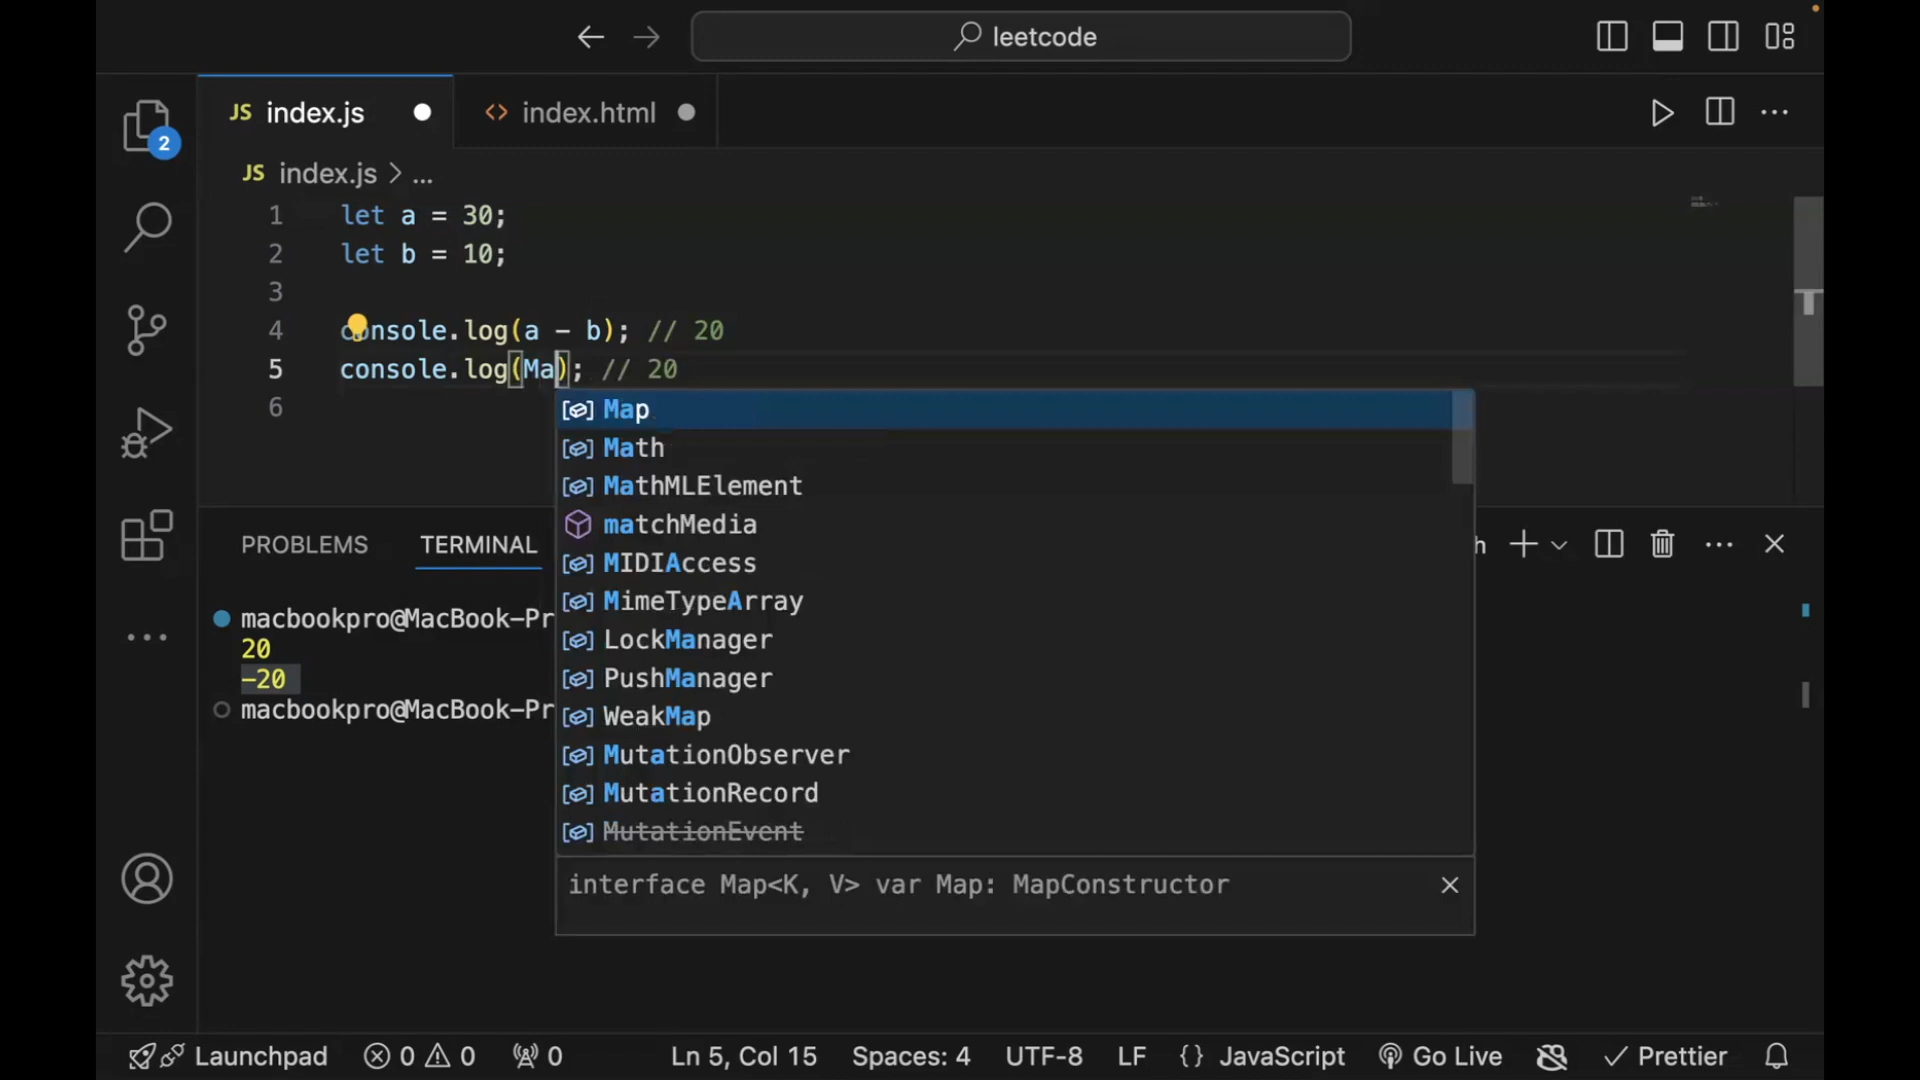 leetcode
JS index.js
<> index.html
2
JS index.js > ...
1 let a = 30;
2 let b = 10;
3
4 console.log(a - b); // 20
5 console.log(Ma); // 20
6
Map
Math
MathMLElement
matchMedia
MIDIAccess
MimeTypeArray
LockManager
PushManager
WeakMap
MutationObserver
MutationRecord
MutationEvent
interface Map<K, V> var Map: MapConstructor
PROBLEMS
TERMINAL
h
macbookpro@MacBook-Pr
20
-20
macbookpro@MacBook-Pr
Launchpad
0 0
0
Ln 5, Col 15
Spaces: 4
UTF-8
LF
{} JavaScript
Go Live
Prettier